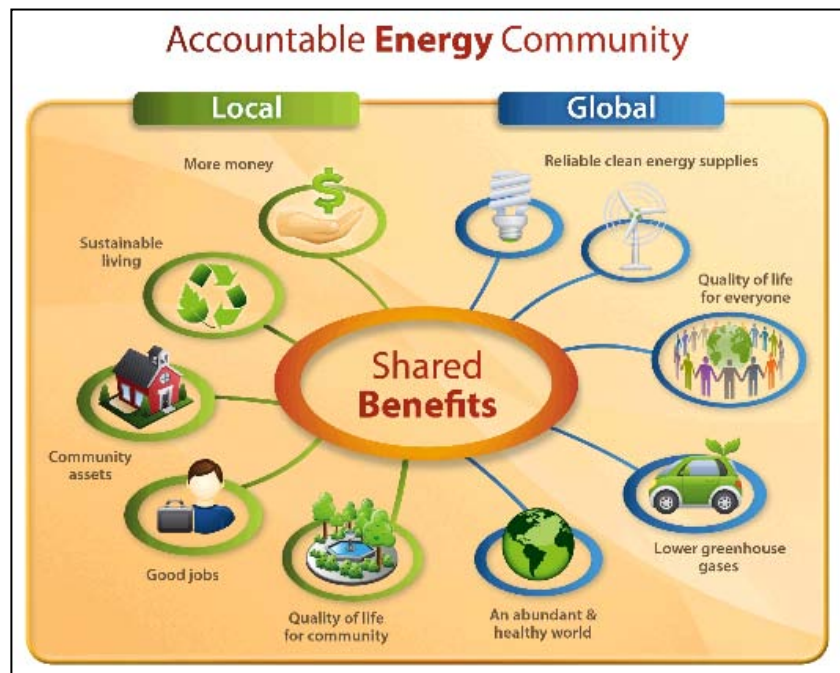 Accountable Energy Community
Local
Global
More money
Reliable clean energy supplies
Sustainable
living
Quality of life
for everyone
Shared
Benefits
Community
assets
Good jobs
Lower greenhouse
gases
Quality of life
for community
An abundant &
healthy world